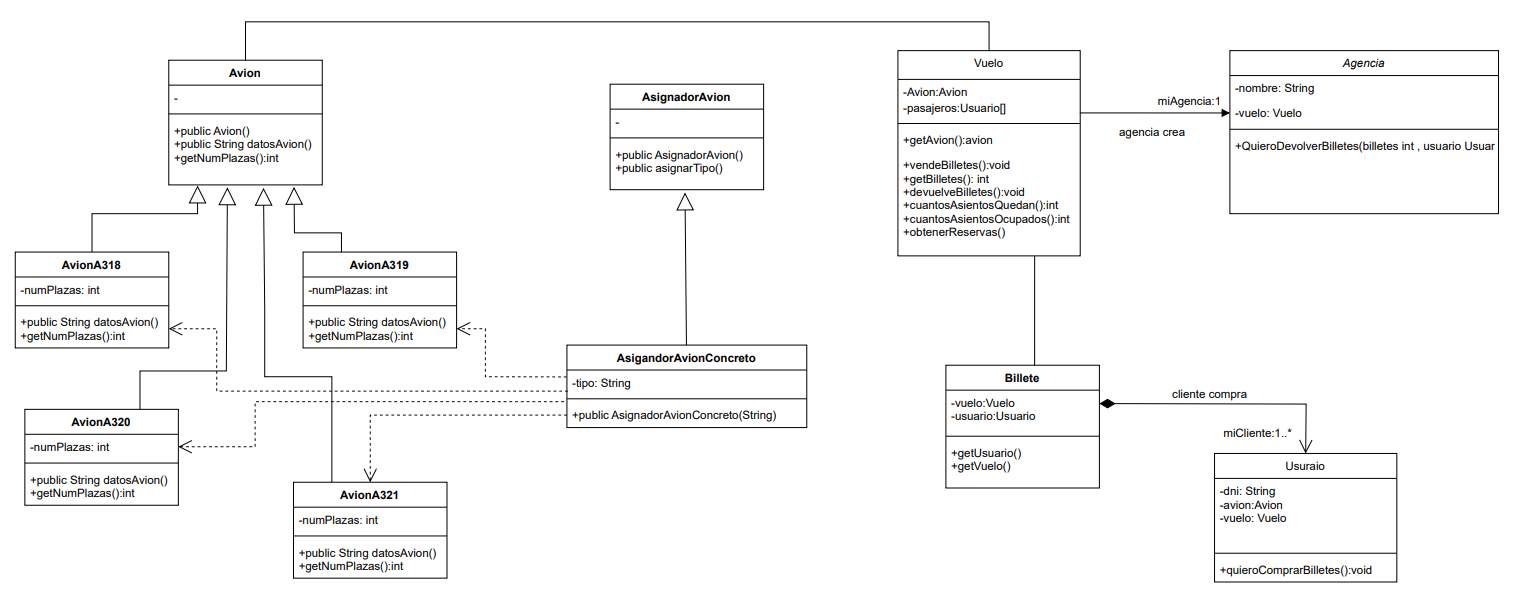 Avion
-
+public Avion()
+public String datosAvion()
+getNumPlazas():int
AsignadorAvion
-
+public AsignadorAvion()
+public asignarTipo()
Vuelo
-Avion:Avion
-pasajeros:Usuario[]
+getAvion():avion
+vendeBilletes():void
+getBilletes(): int
+devuelveBilletes():void
+cuantosAsientosQuedan():int
+cuantosAsientosOcupados():int
+obtenerReservas()
miAgencia:1
agencia crea
Agencia
-nombre: String
-vuelo: Vuelo
+QuieroDevolverBilletes(billetes int , usuario Usuar
AvionA318
-numPlazas: int
+public String datosAvion()
+getNumPlazas():int
AvionA319
-numPlazas: int
+public String datosAvion()
+getNumPlazas():int
AsigandorAvionConcreto
-tipo: String
+public AsignadorAvionConcreto(String)
AvionA320
-numPlazas: int
+public String datosAvion()
+getNumPlazas():int
AvionA321
-numPlazas: int
+public String datosAvion()
+getNumPlazas():int
Billete
-vuelo:Vuelo
-usuario:Usuario
+getUsuario()
+getVuelo()
cliente compra
miCliente:1..*
Usuraio
-dni: String
-avion:Avion
-vuelo: Vuelo
+quieroComprarBilletes():void